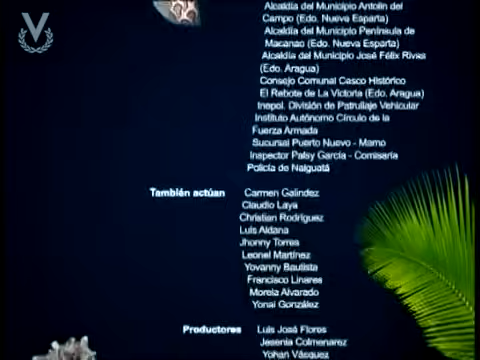 Alcaldía del Municipio Antolín del
Campo (Edo. Nueva Esparta)
Alcaldía del Municipio Península de
Macanao (Edo. Nueva Esparta)
Alcaldía del Municipio José Félix Rivas
(Edo. Aragua)
Consejo Comunal Casco Histórico
El Rebote de La Victoria (Edo. Aragua)
Inepol. División de Patrullaje Vehicular
Instituto Autónomo Círculo de la
Fuerza Armada
Sucursal Puerto Nuevo - Mamo
Inspector Patsy García - Comisaría
Policía de Naiguatá
También actúan Carmen Galindez
Claudio Laya
Christian Rodríguez
Luis Aldana
Jhonny Torres
Leonel Martínez
Yovanny Bautista
Francisco Linares
Morela Alvarado
Yonai González
Productores Luis José Flores
Jesenia Colmenarez
Yohan Vásquez